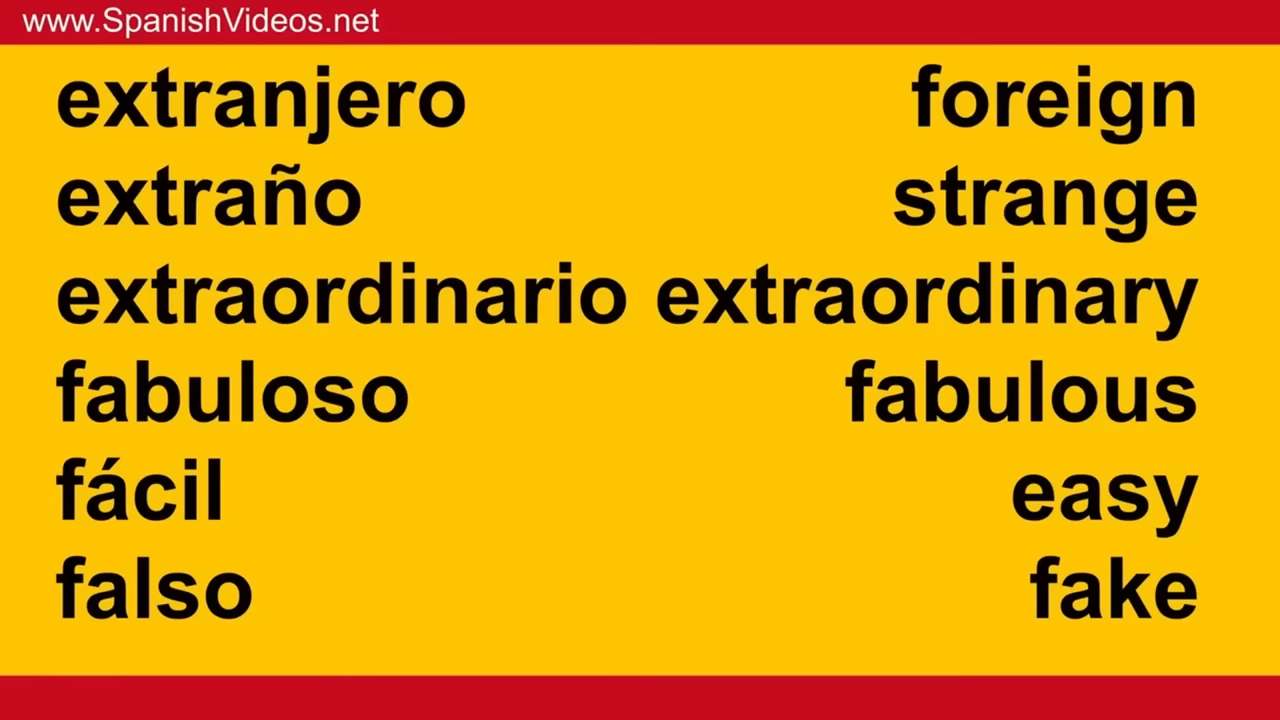 www.SpanishVideos.net
extranjero foreign
extraño strange
extraordinario extraordinary
fabuloso fabulous
fácil easy
falso fake